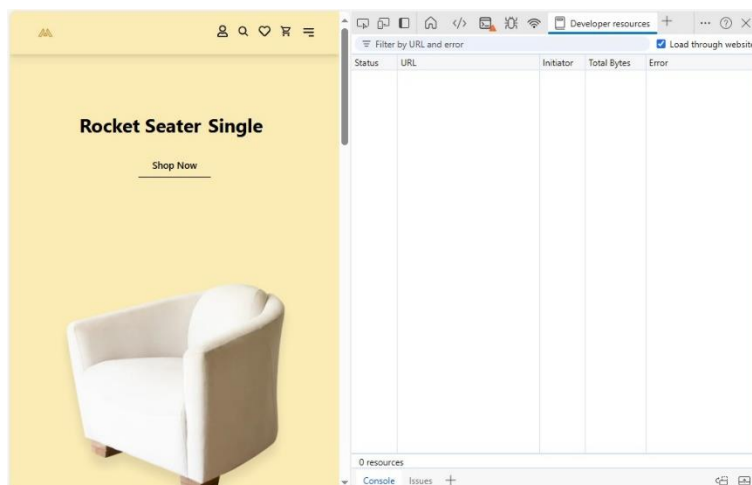 Developer resources
Filter by URL and error
Load through website
Status URL Initiator Total Bytes Error
Rocket Seater Single
Shop Now
0 resources
Console Issues